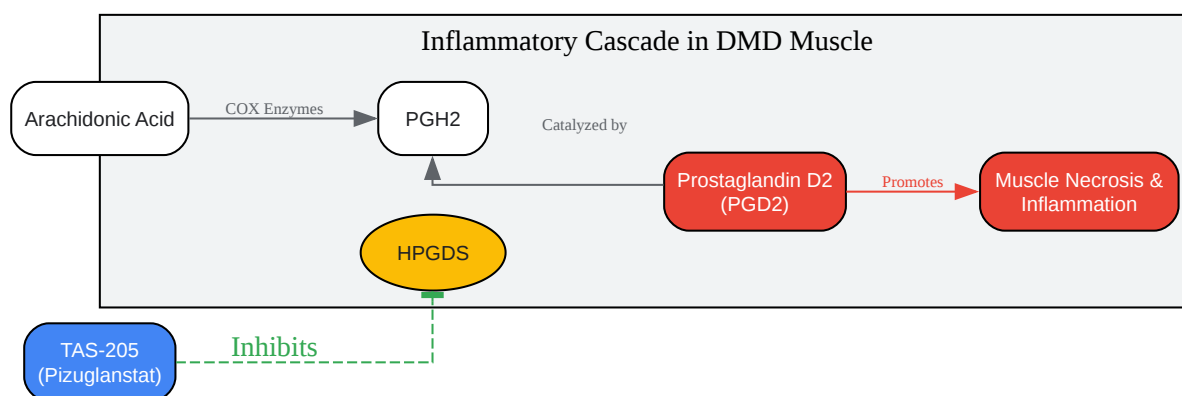 Inflammatory Cascade in DMD Muscle
Arachidonic Acid
COX Enzymes
PGH2
Catalyzed by
Prostaglandin D2
(PGD2)
Promotes
Muscle Necrosis &
Inflammation
HPGDS
TAS-205
(Pizuglanstat)
Inhibits